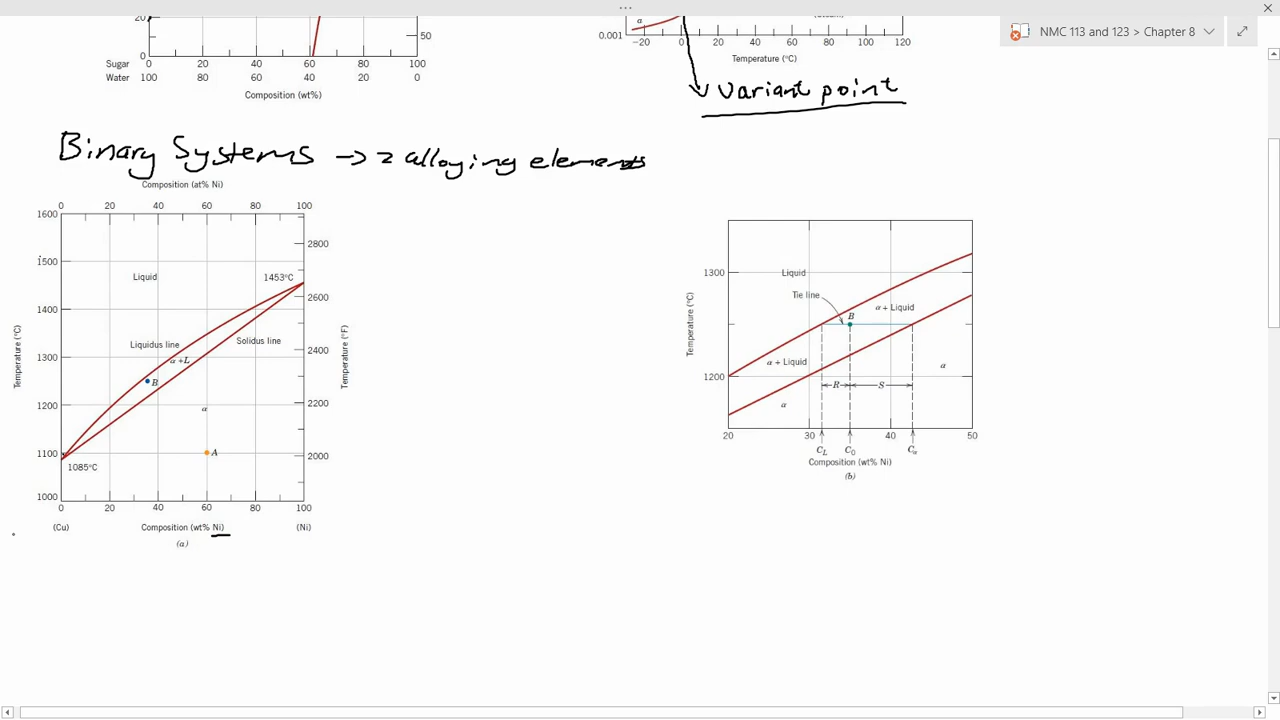 NMC 113 and 123 > Chapter 8
20
0
50
Sugar 0 20 40 60 80 100
Water 100 80 60 40 20 0
Composition (wt%)
α
0.001
−20 0 20 40 60 80 100 120
Temperature (°C)
variant point
Binary Systems → 2 alloying elements
Composition (at% Ni)
0 20 40 60 80 100
1600
1500
1400
1300
1200
1100
1000
2800
2600
2400
2200
2000
Temperature (°C)
Temperature (°F)
Liquid
1453°C
Liquidus line
Solidus line
α + L
B
α
A
1085°C
0 20 40 60 80 100
(Cu) Composition (wt% Ni) (Ni)
(a)
1300
1200
Temperature (°C)
Liquid
Tie line
B
α + Liquid
α + Liquid
α
α
R S
20 30 40 50
CL C0 Cα
Composition (wt% Ni)
(b)